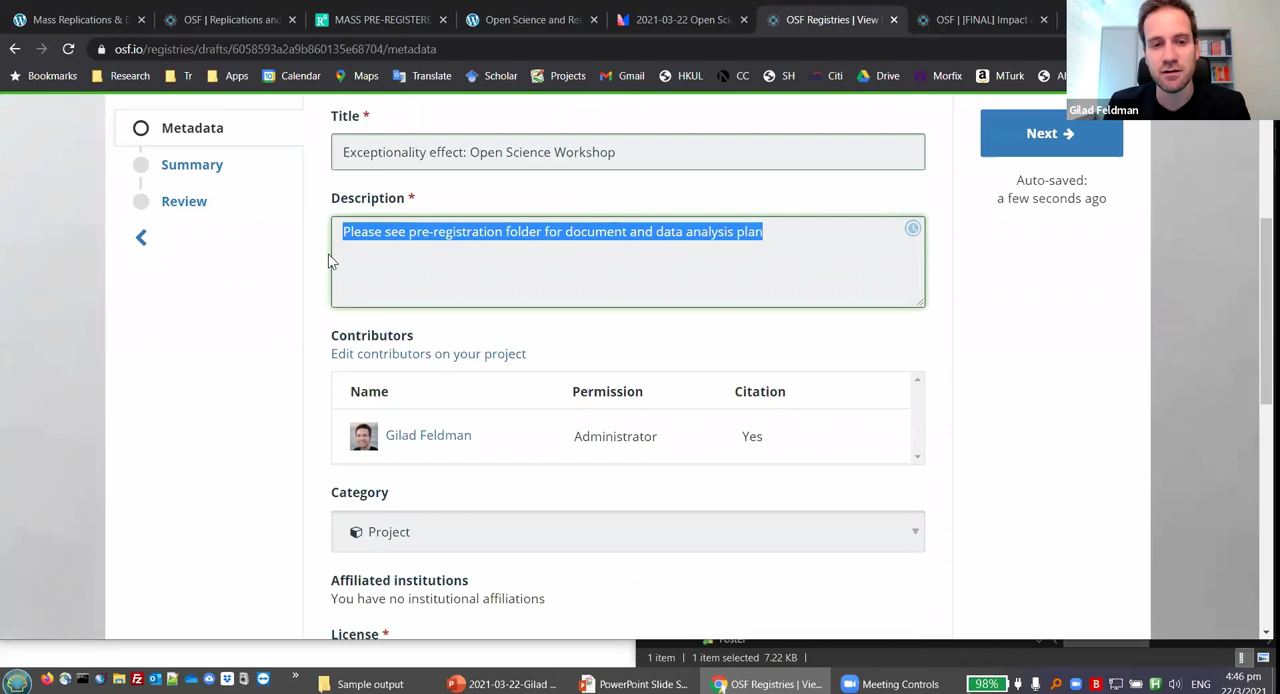 Mass Replications & E
OSF | Replications and
MASS PRE-REGISTERE
Open Science and Re
2021-03-22 Open Sci
OSF Registries | View
OSF | [FINAL] Impact
osf.io/registries/drafts/6058593a2a9b860135e68704/metadata
Bookmarks
Research
Tr
Apps
Calendar
Maps
Translate
Scholar
Projects
Gmail
HKUL
CC
SH
Citi
Drive
Morfix
MTurk
Gilad Feldman
Metadata
Summary
Review
Title *
Exceptionality effect: Open Science Workshop
Next
Auto-saved:
a few seconds ago
Description *
Please see pre-registration folder for document and data analysis plan
Contributors
Edit contributors on your project
Name Permission Citation
Gilad Feldman Administrator Yes
Category
Project
Affiliated institutions
You have no institutional affiliations
License *
1 item
1 item selected 7.22 KB
Sample output
2021-03-22-Gilad ...
PowerPoint Slide S...
OSF Registries | Vie...
Meeting Controls
98%
ENG
4:46 pm
22/03/2021